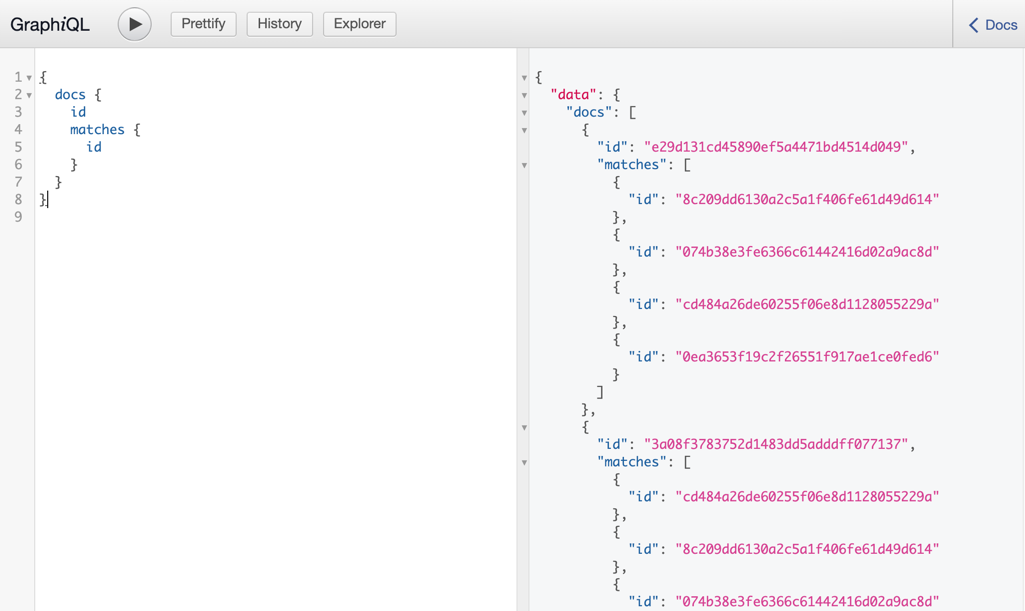 GraphiQL Prettify History Explorer Docs
1 {
2 docs {
3 id
4 matches {
5 id
6 }
7 }
8 }
9
{
"data": {
"docs": [
{
"id": "e29d131cd45890ef5a4471bd4514d049",
"matches": [
{
"id": "8c209dd6130a2c5a1f406fe61d49d614"
},
{
"id": "074b38e3fe6366c61442416d02a9ac8d"
},
{
"id": "cd484a26de60255f06e8d1128055229a"
},
{
"id": "0ea3653f19c2f26551f917ae1ce0fed6"
}
]
},
{
"id": "3a08f3783752d1483dd5adddff077137",
"matches": [
{
"id": "cd484a26de60255f06e8d1128055229a"
},
{
"id": "8c209dd6130a2c5a1f406fe61d49d614"
},
{
"id": "074b38e3fe6366c61442416d02a9ac8d"